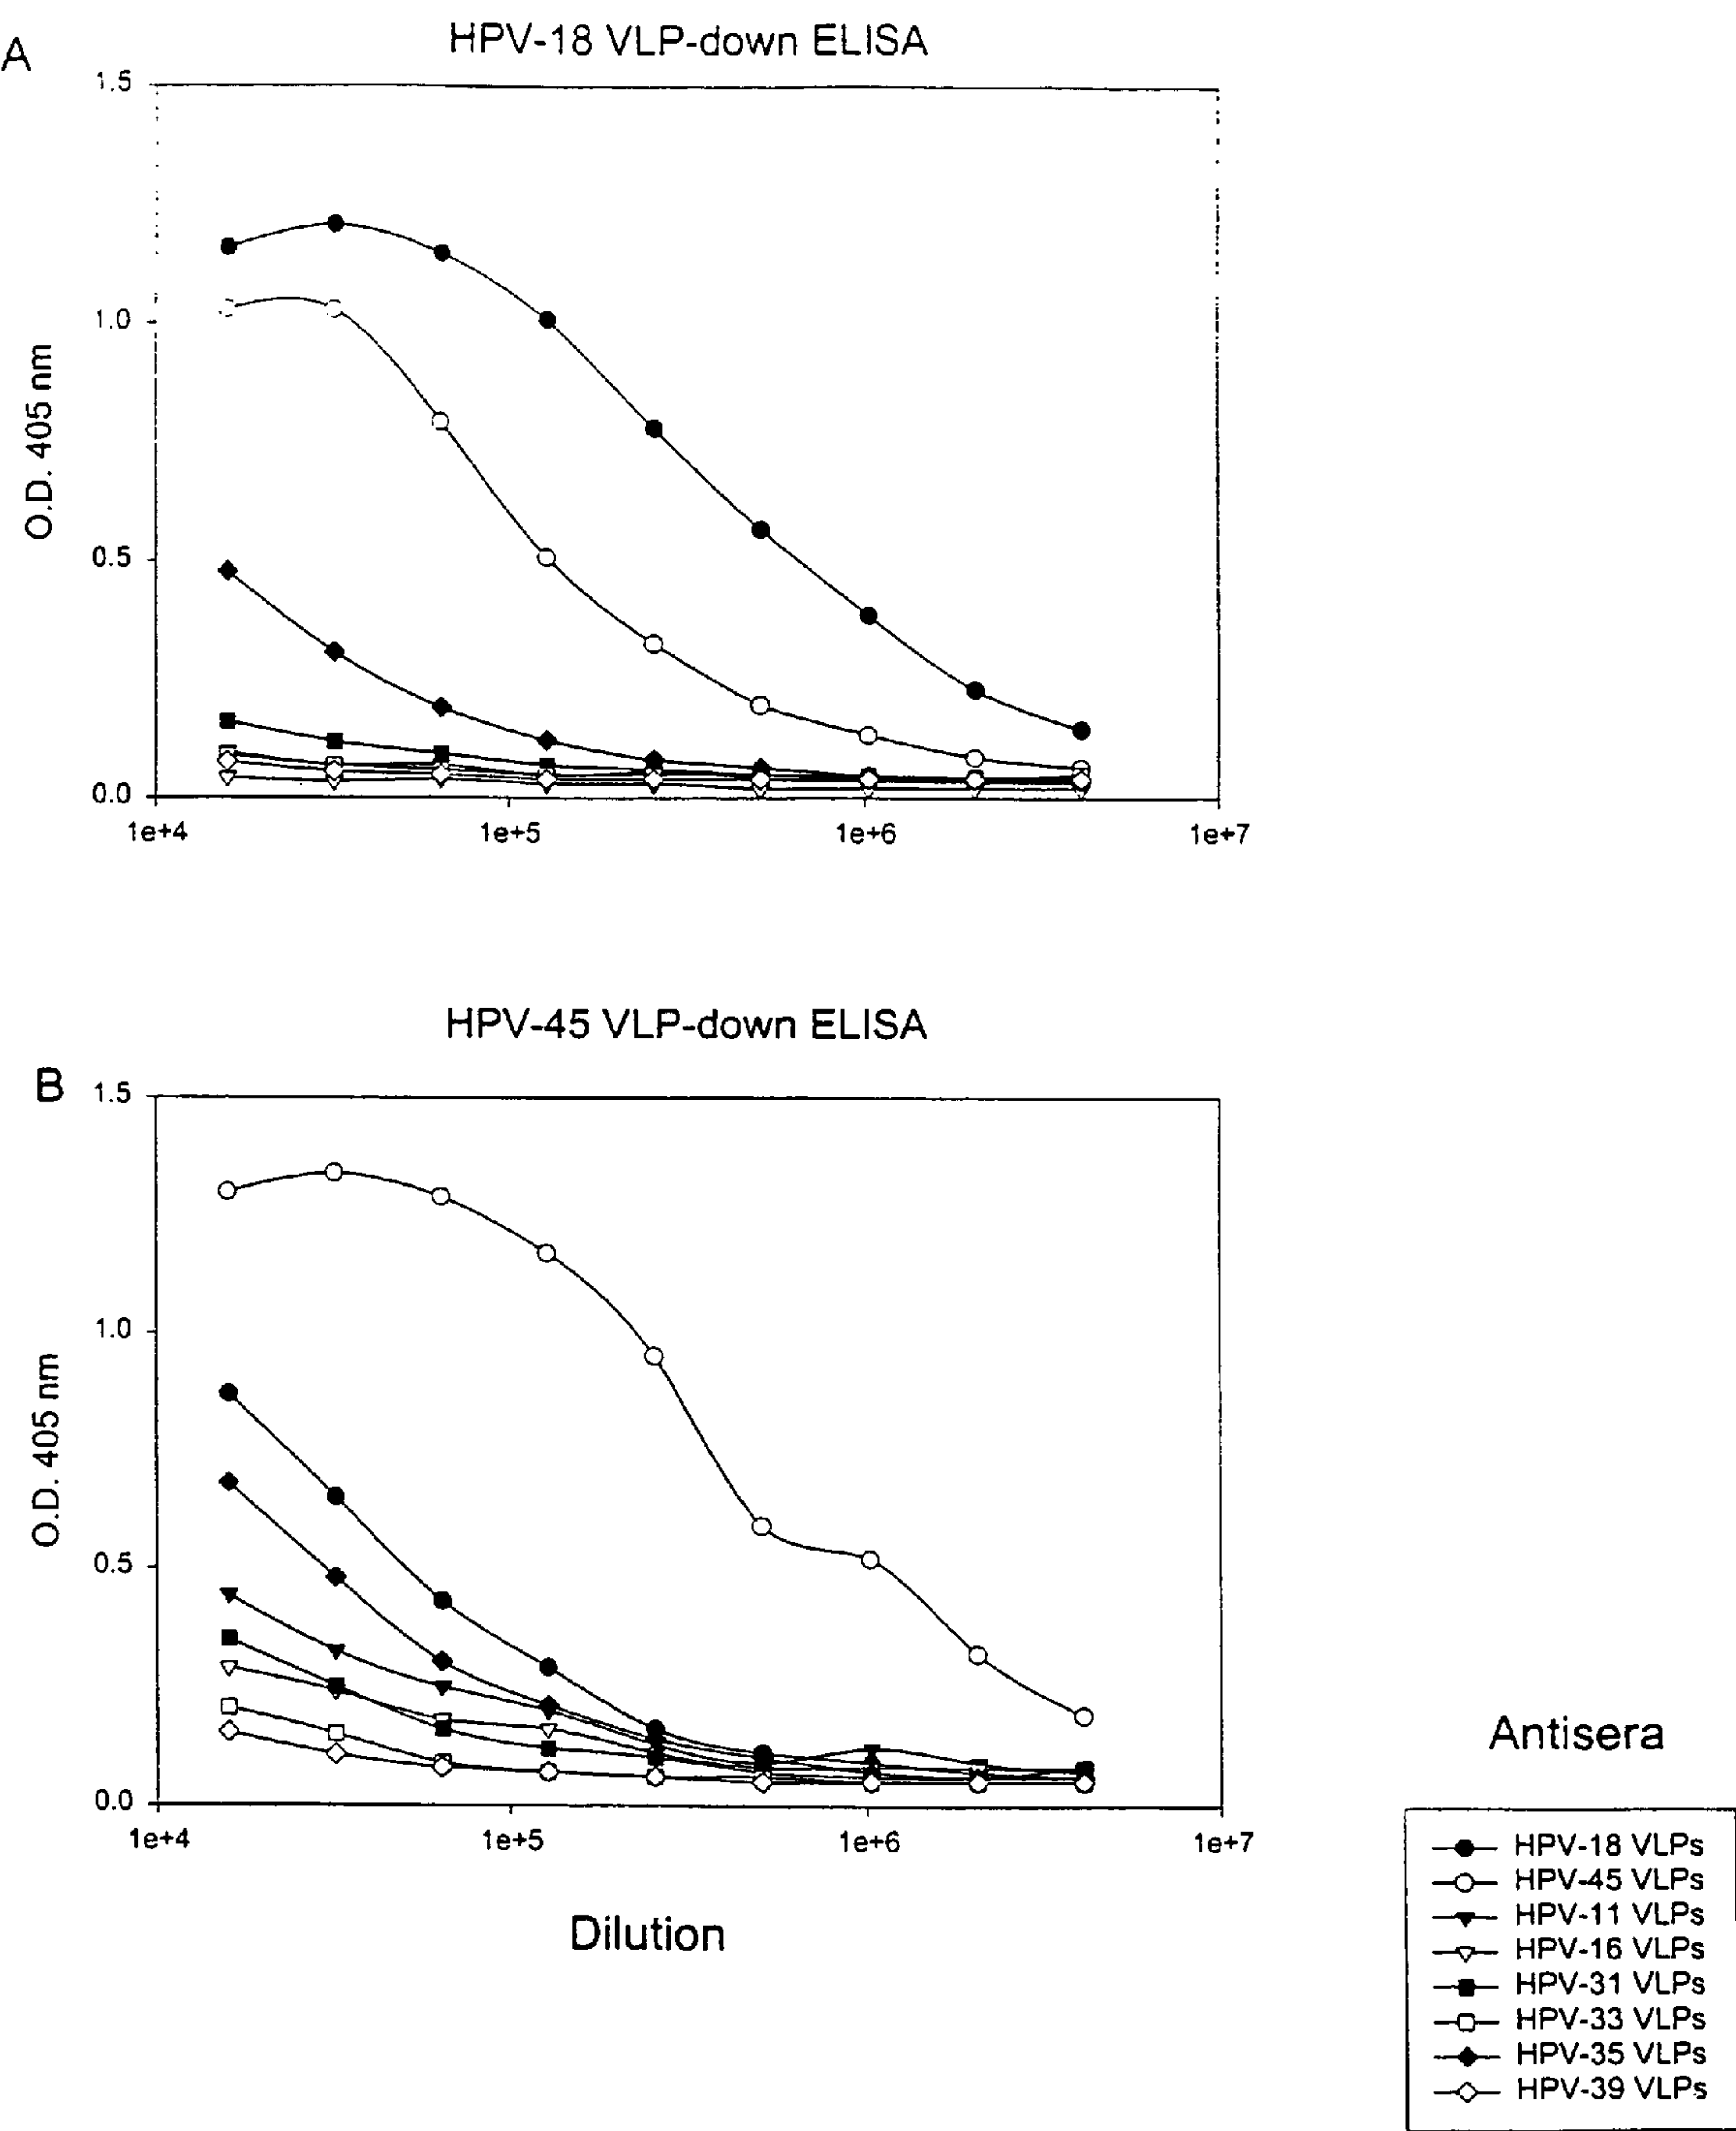 A
HPV-18 VLP-down ELISA
1.5
1.0
0.5
0.0
O.D. 405 nm
1e+4 1e+5 1e+6 1e+7
HPV-45 VLP-down ELISA
B
1.5
1.0
0.5
0.0
O.D. 405 nm
1e+4 1e+5 1e+6 1e+7
Dilution
Antisera
HPV-18 VLPs
HPV-45 VLPs
HPV-11 VLPs
HPV-16 VLPs
HPV-31 VLPs
HPV-33 VLPs
HPV-35 VLPs
HPV-39 VLPs